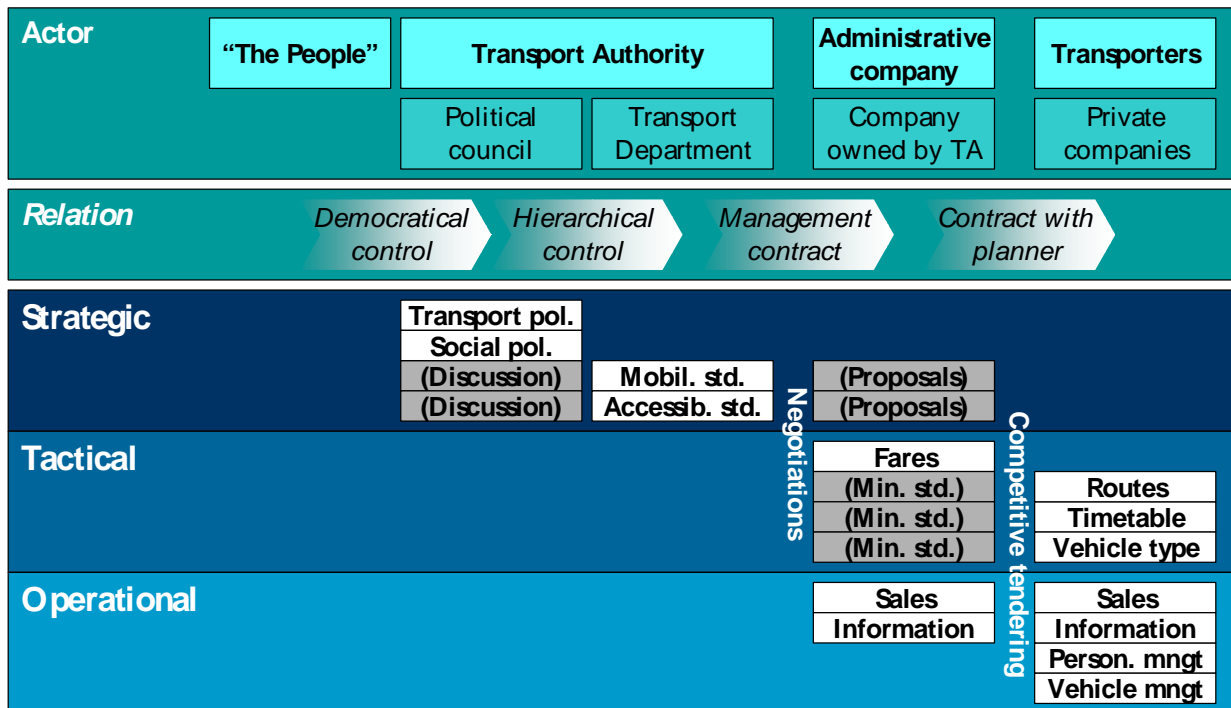 Actor
“The People”
Transport Authority
Administrative
company
Transporters
Political
council
Transport
Department
Company
owned by TA
Private
companies
Relation
Democratical
control
Hierarchical
control
Management
contract
Contract with
planner
Strategic
Transport pol.
Social pol.
(Discussion)
(Discussion)
Mobil. std.
Accessib. std.
Negotiations
(Proposals)
(Proposals)
Competitive tendering
Tactical
Fares
(Min. std.)
(Min. std.)
(Min. std.)
Routes
Timetable
Vehicle type
Operational
Sales
Information
Sales
Information
Person. mngt
Vehicle mngt